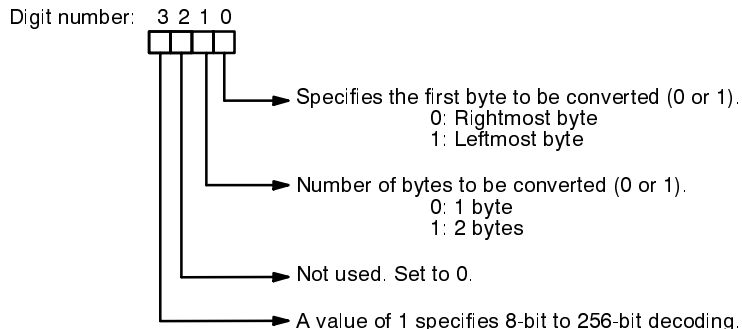 Digit number: 3 2 1 0
Specifies the first byte to be converted (0 or 1).
0: Rightmost byte
1: Leftmost byte
Number of bytes to be converted (0 or 1).
0: 1 byte
1: 2 bytes
Not used. Set to 0.
A value of 1 specifies 8-bit to 256-bit decoding.